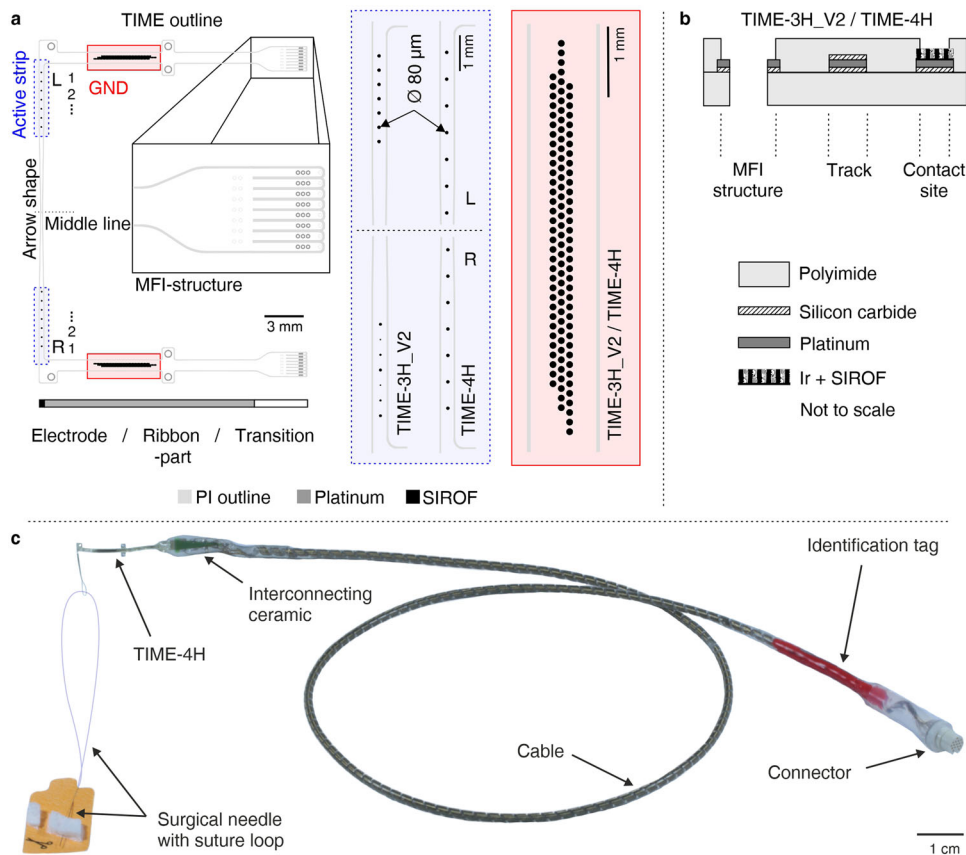 a
TIME outline
GND
Active strip
L 1
2
...
Arrow shape
Middle line
MFI-structure
3 mm
...
2
R 1
Electrode / Ribbon / Transition
-part
Ø 80 µm
1 mm
L
R
TIME-3H_V2
TIME-4H
1 mm
TIME-3H_V2 / TIME-4H
PI outline
Platinum
SIROF
b
TIME-3H_V2 / TIME-4H
MFI
structure
Track
Contact
site
Polyimide
Silicon carbide
Platinum
Ir + SIROF
Not to scale
c
Identification tag
Interconnecting
ceramic
TIME-4H
Cable
Connector
Surgical needle
with suture loop
1 cm